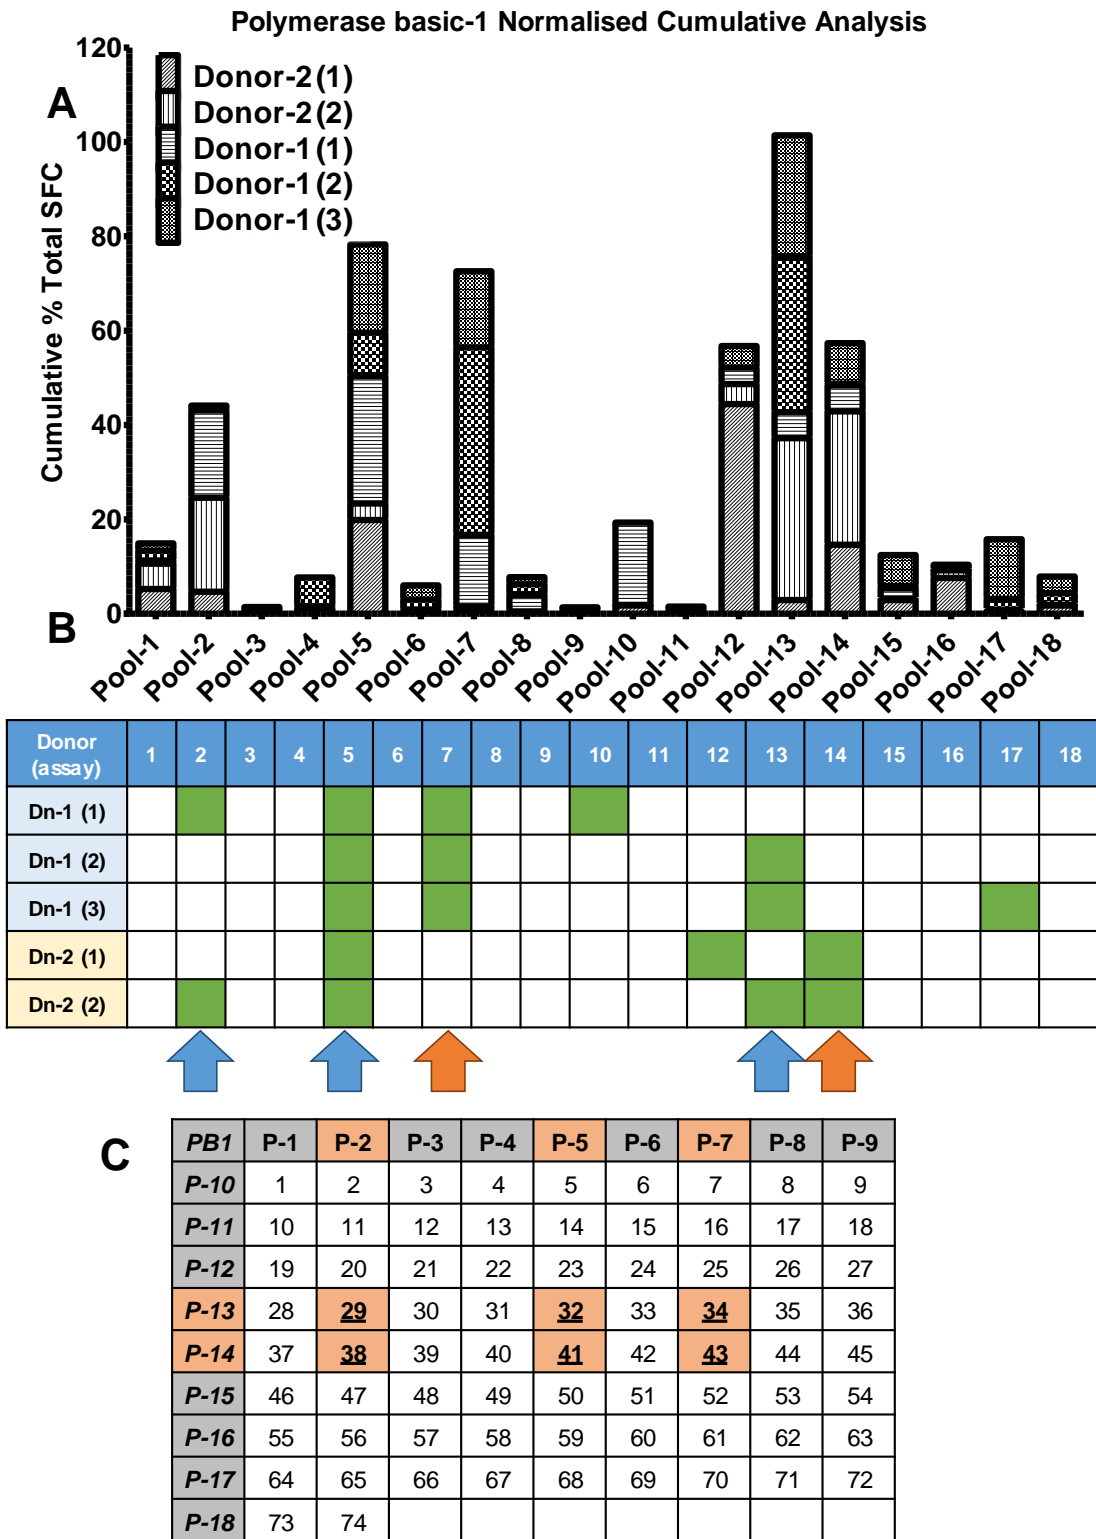 Polymerase basic-1 Normalised Cumulative Analysis
A
Cumulative % Total SFC
120
100
80
60
40
20
0
Donor-2 (1)
Donor-2 (2)
Donor-1 (1)
Donor-1 (2)
Donor-1 (3)
Pool-1 Pool-2 Pool-3 Pool-4 Pool-5 Pool-6 Pool-7 Pool-8 Pool-9 Pool-10 Pool-11 Pool-12 Pool-13 Pool-14 Pool-15 Pool-16 Pool-17 Pool-18
B
Donor (assay) 1 2 3 4 5 6 7 8 9 10 11 12 13 14 15 16 17 18
Dn-1 (1)
Dn-1 (2)
Dn-1 (3)
Dn-2 (1)
Dn-2 (2)
C
PB1 P-1 P-2 P-3 P-4 P-5 P-6 P-7 P-8 P-9
P-10 1 2 3 4 5 6 7 8 9
P-11 10 11 12 13 14 15 16 17 18
P-12 19 20 21 22 23 24 25 26 27
P-13 28 29 30 31 32 33 34 35 36
P-14 37 38 39 40 41 42 43 44 45
P-15 46 47 48 49 50 51 52 53 54
P-16 55 56 57 58 59 60 61 62 63
P-17 64 65 66 67 68 69 70 71 72
P-18 73 74